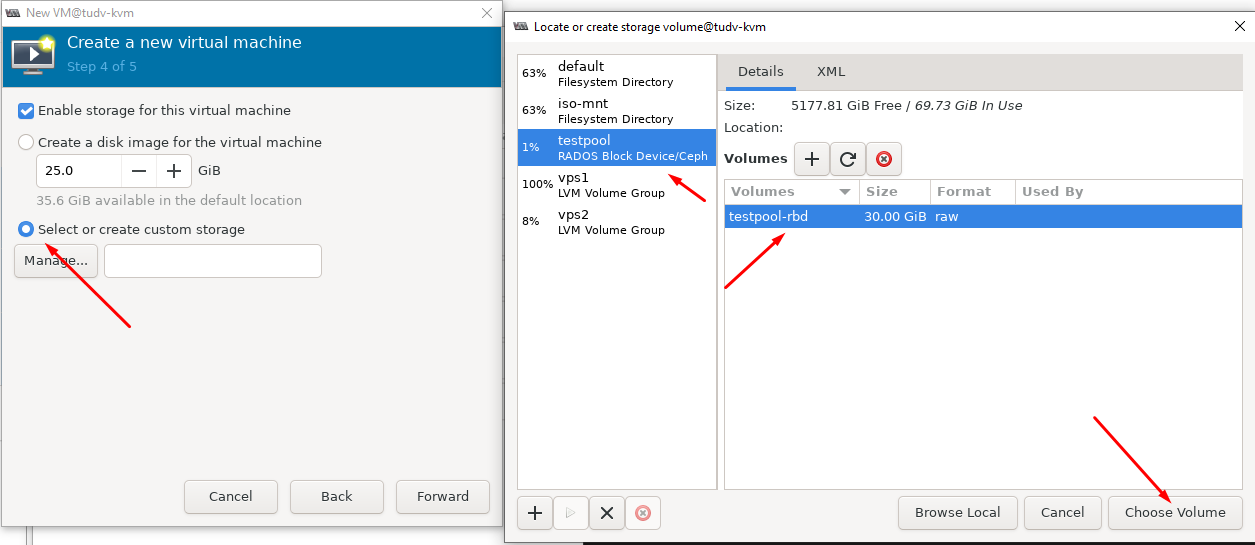 New VM@tudv-kvm
Create a new virtual machine
Step 4 of 5
Enable storage for this virtual machine
Create a disk image for the virtual machine
25.0 GiB
35.6 GiB available in the default location
Select or create custom storage
Manage...
Cancel Back Forward
Locate or create storage volume@tudv-kvm
63% default
Filesystem Directory
63% iso-mnt
Filesystem Directory
1% testpool
RADOS Block Device/Ceph
100% vps1
LVM Volume Group
8% vps2
LVM Volume Group
Details XML
Size: 5177.81 GiB Free / 69.73 GiB In Use
Location:
Volumes
Volumes Size Format Used By
testpool-rbd 30.00 GiB raw
Browse Local Cancel Choose Volume